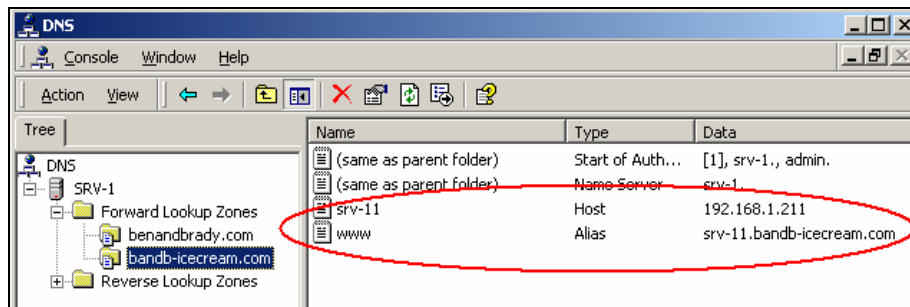 DNS
Console Window Help
Action View
Tree
Name Type Data
DNS
SRV-1
Forward Lookup Zones
benandbrady.com
bandb-icecream.com
Reverse Lookup Zones
(same as parent folder) Start of Auth... [1], srv-1., admin.
(same as parent folder) Name Server srv-1.
srv-11 Host 192.168.1.211
www Alias srv-11.bandb-icecream.com